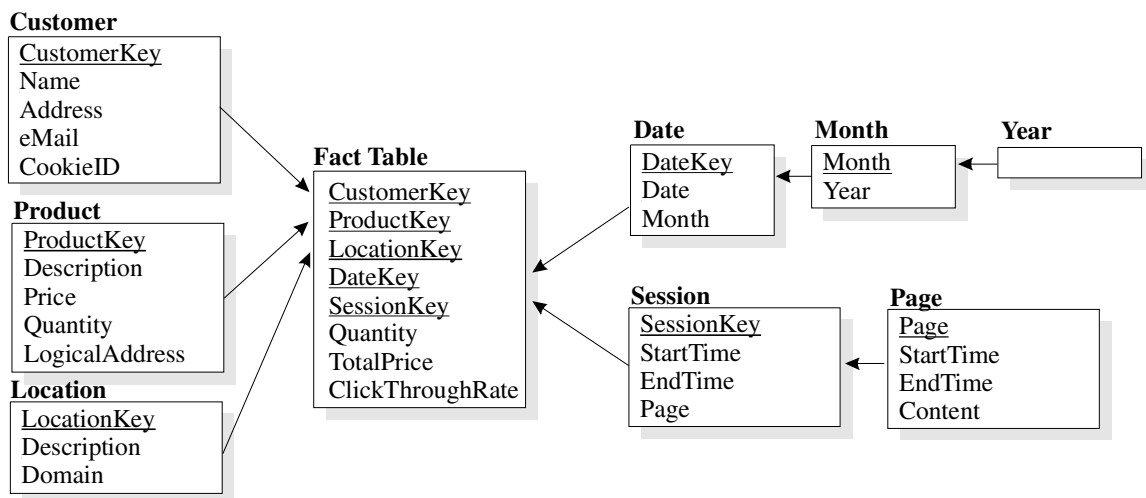 Customer
CustomerKey
Name
Address
eMail
CookieID
Product
ProductKey
Description
Price
Quantity
LogicalAddress
Location
LocationKey
Description
Domain
Fact Table
CustomerKey
ProductKey
LocationKey
DateKey
SessionKey
Quantity
TotalPrice
ClickThroughRate
Date
DateKey
Date
Month
Month
Month
Year
Year
Session
SessionKey
StartTime
EndTime
Page
Page
Page
StartTime
EndTime
Content